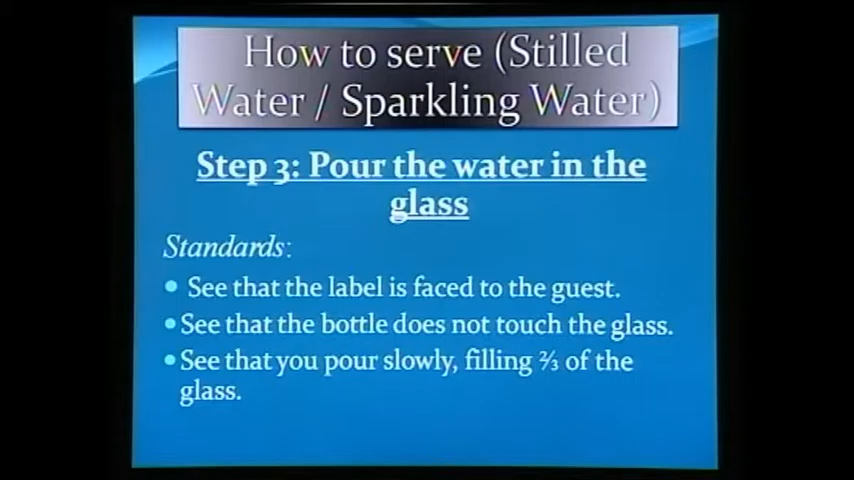 How to serve (Stilled
Water / Sparkling Water)
Step 3: Pour the water in the
glass
Standards:
• See that the label is faced to the guest.
• See that the bottle does not touch the glass.
• See that you pour slowly, filling ⅔ of the
glass.